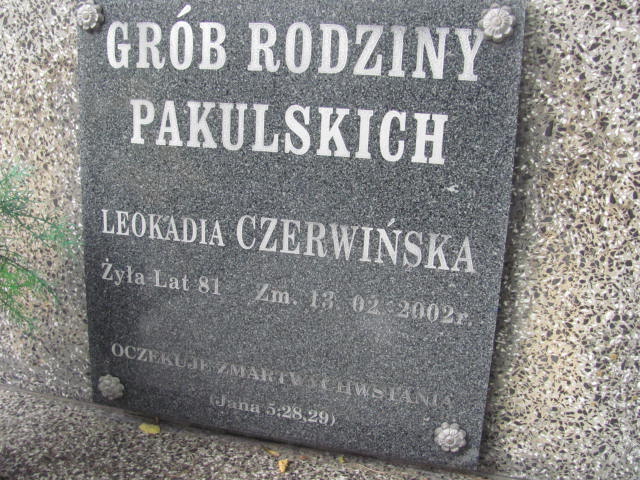 GRÓB RODZINY
PAKULSKICH
LEOKADIA CZERWIŃSKA
Żyła Lat 81 Zm. 13. 02 2002r.
OCZEKUJE ZMARTWYCHWSTANIA
(Jana 5:28,29)